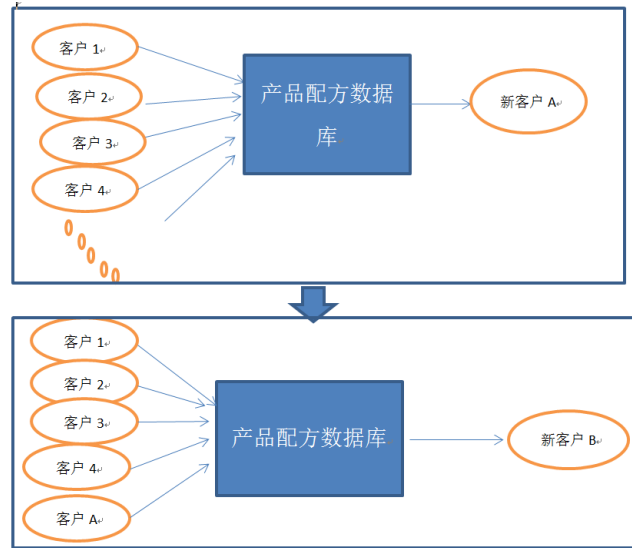 客户 1
客户 2
客户 3
客户 4
产品配方数据
库
新客户 A
客户 1
客户 2
客户 3
客户 4
客户 A
产品配方数据库
新客户 B